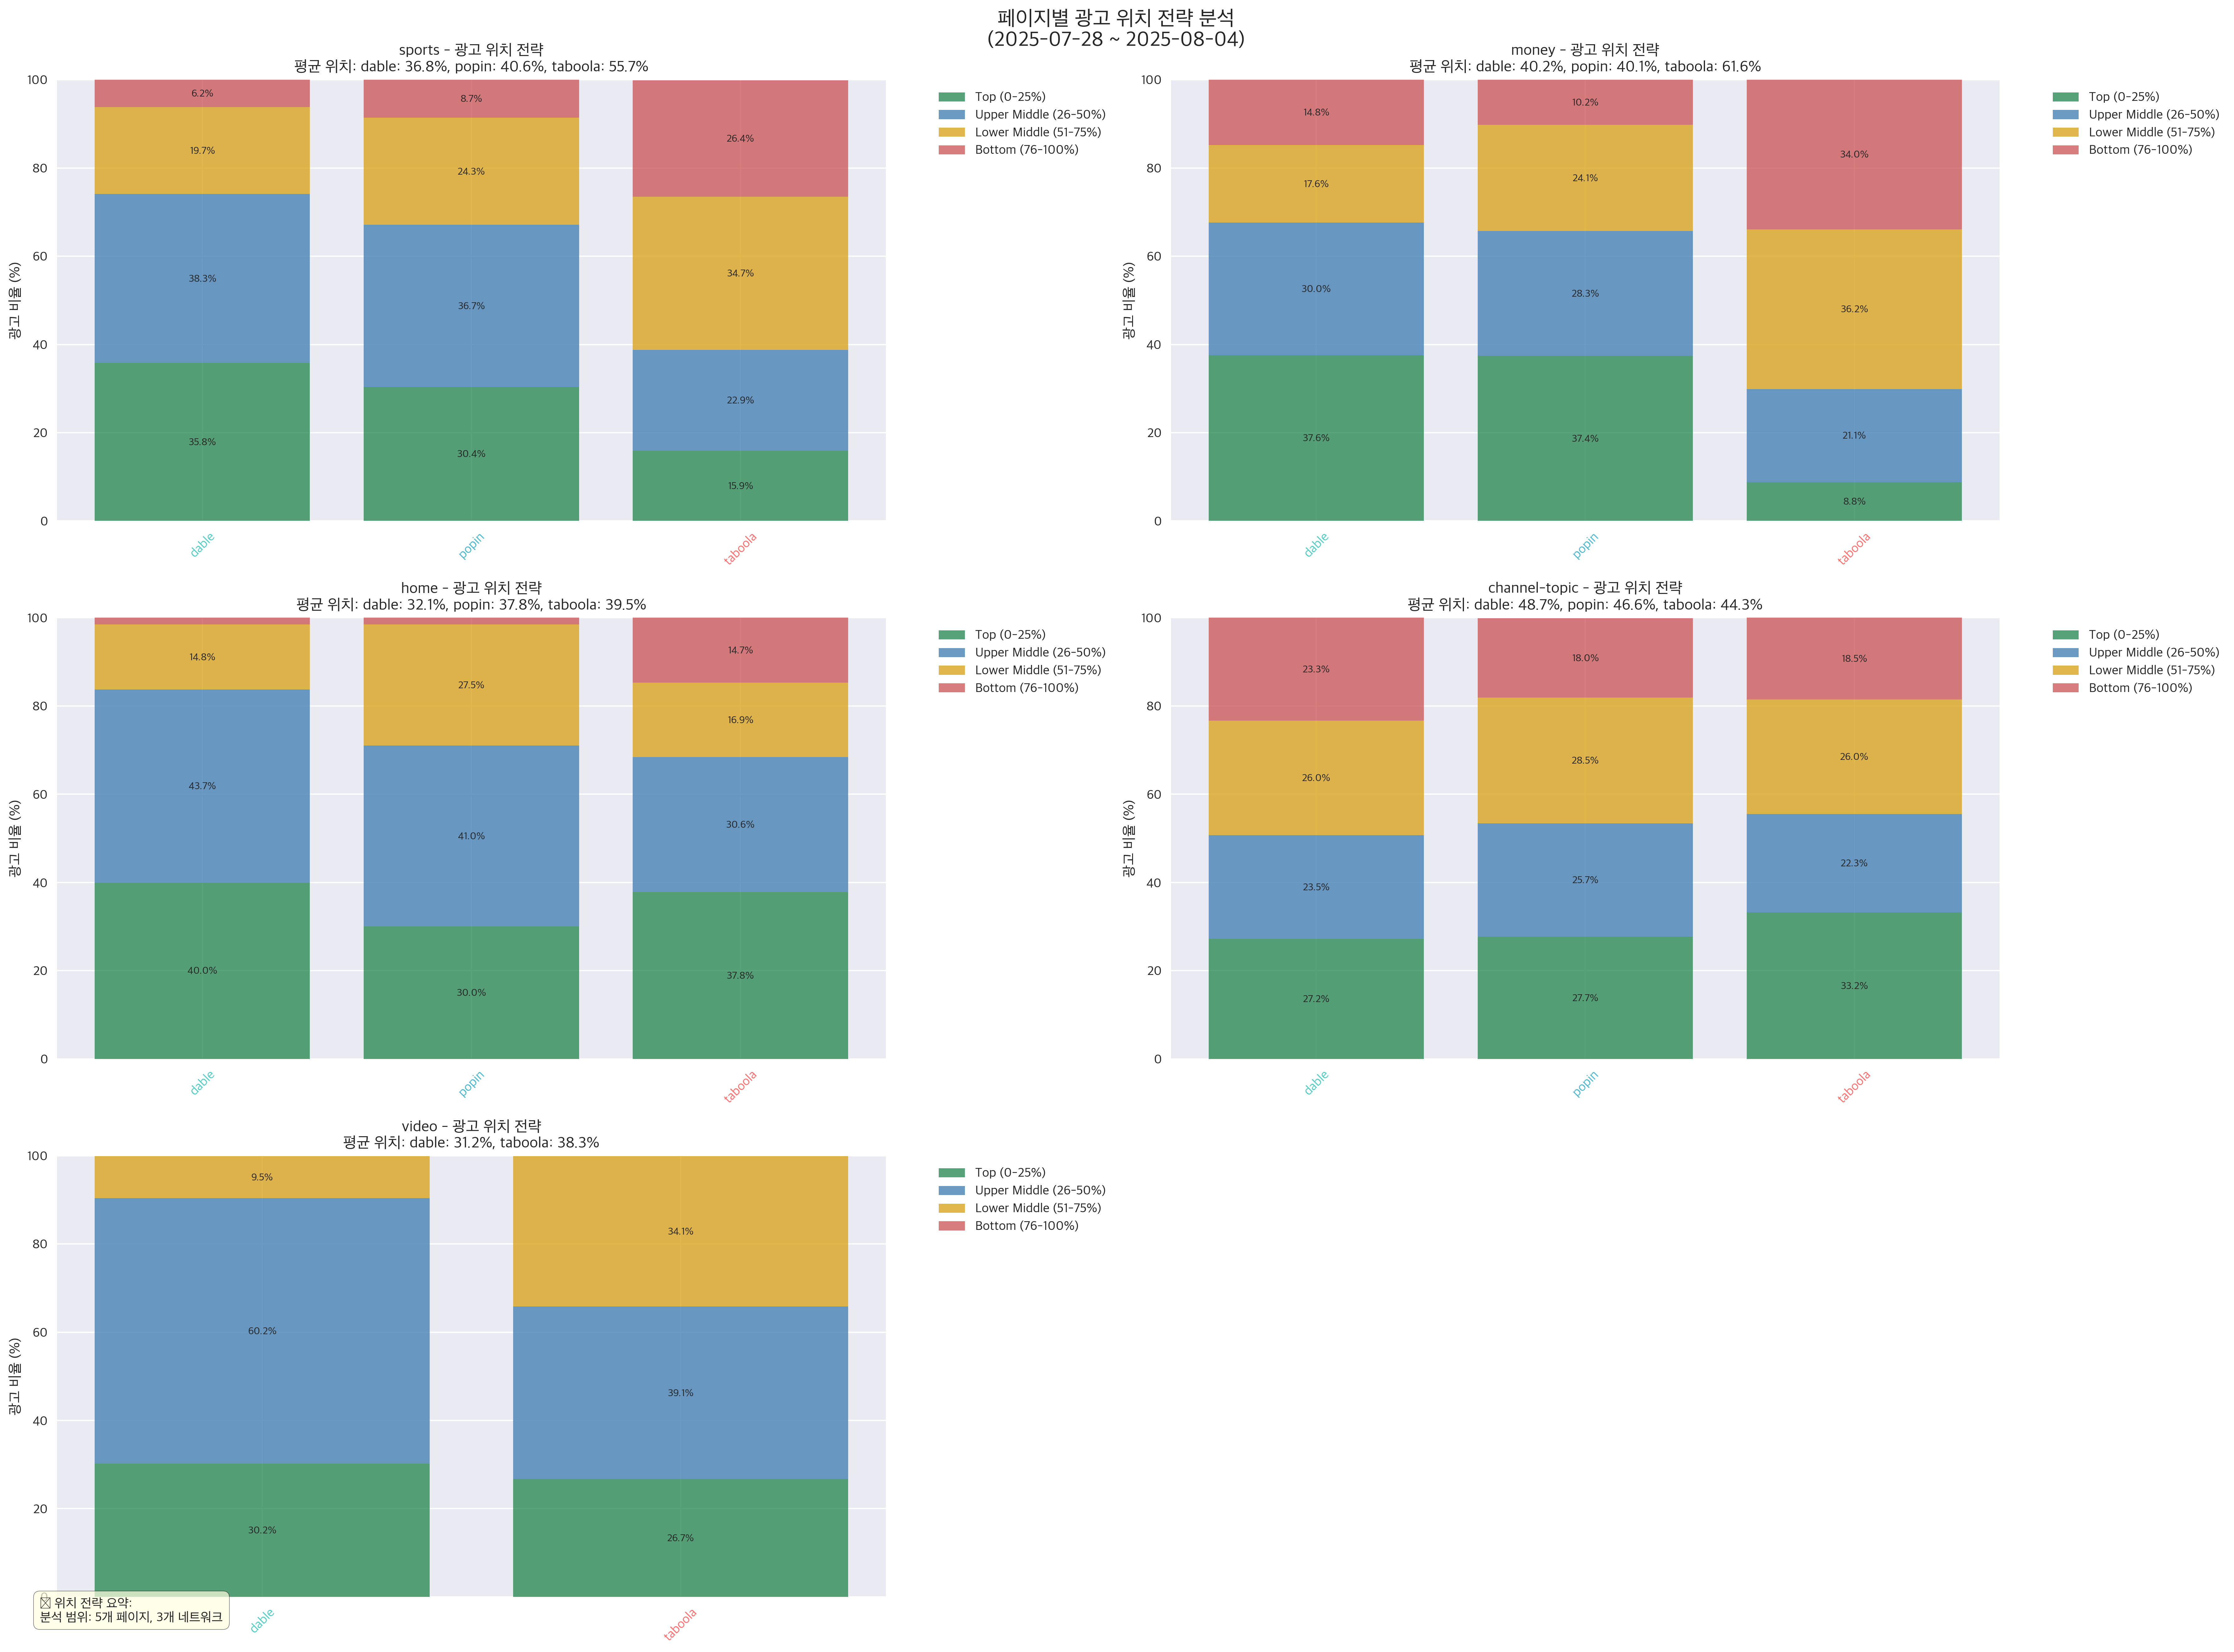 페이지별 광고 위치 전략 분석
(2025-07-28 ~ 2025-08-04)
sports - 광고 위치 전략
평균 위치: dable: 36.8%, popin: 40.6%, taboola: 55.7%
광고 비율 (%)
100
80
60
40
20
0
6.2%
19.7%
38.3%
35.8%
8.7%
24.3%
36.7%
30.4%
26.4%
34.7%
22.9%
15.9%
dable
popin
taboola
Top (0-25%)
Upper Middle (26-50%)
Lower Middle (51-75%)
Bottom (76-100%)
money - 광고 위치 전략
평균 위치: dable: 40.2%, popin: 40.1%, taboola: 61.6%
광고 비율 (%)
100
80
60
40
20
0
14.8%
17.6%
30.0%
37.6%
10.2%
24.1%
28.3%
37.4%
34.0%
36.2%
21.1%
8.8%
dable
popin
taboola
Top (0-25%)
Upper Middle (26-50%)
Lower Middle (51-75%)
Bottom (76-100%)
home - 광고 위치 전략
평균 위치: dable: 32.1%, popin: 37.8%, taboola: 39.5%
광고 비율 (%)
100
80
60
40
20
0
14.8%
43.7%
40.0%
27.5%
41.0%
30.0%
14.7%
16.9%
30.6%
37.8%
dable
popin
taboola
Top (0-25%)
Upper Middle (26-50%)
Lower Middle (51-75%)
Bottom (76-100%)
channel-topic - 광고 위치 전략
평균 위치: dable: 48.7%, popin: 46.6%, taboola: 44.3%
광고 비율 (%)
100
80
60
40
20
0
23.3%
26.0%
23.5%
27.2%
18.0%
28.5%
25.7%
27.7%
18.5%
26.0%
22.3%
33.2%
dable
popin
taboola
Top (0-25%)
Upper Middle (26-50%)
Lower Middle (51-75%)
Bottom (76-100%)
video - 광고 위치 전략
평균 위치: dable: 31.2%, taboola: 38.3%
광고 비율 (%)
100
80
60
40
20
9.5%
60.2%
30.2%
34.1%
39.1%
26.7%
dable
taboola
Top (0-25%)
Upper Middle (26-50%)
Lower Middle (51-75%)
Bottom (76-100%)
위치 전략 요약:
분석 범위: 5개 페이지, 3개 네트워크